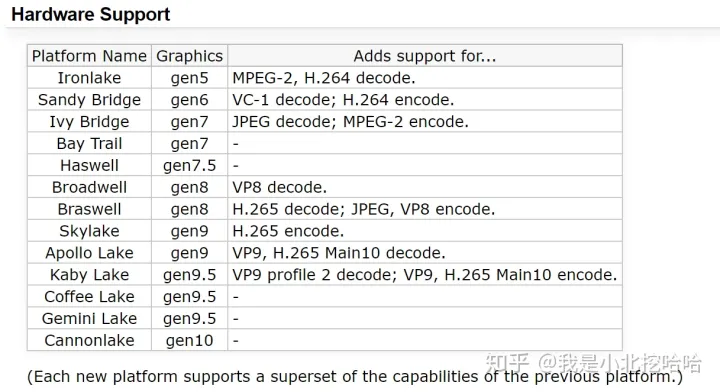 Hardware Support
Platform Name Graphics Adds support for...
Ironlake gen5 MPEG-2, H.264 decode.
Sandy Bridge gen6 VC-1 decode; H.264 encode.
Ivy Bridge gen7 JPEG decode; MPEG-2 encode.
Bay Trail gen7 -
Haswell gen7.5 -
Broadwell gen8 VP8 decode.
Braswell gen8 H.265 decode; JPEG, VP8 encode.
Skylake gen9 H.265 encode.
Apollo Lake gen9 VP9, H.265 Main10 decode.
Kaby Lake gen9.5 VP9 profile 2 decode; VP9, H.265 Main10 encode.
Coffee Lake gen9.5 -
Gemini Lake gen9.5 -
Cannonlake gen10 -
知乎 @我是小北挖哈哈
(Each new platform supports a superset of the capabilities of the previous platform.)